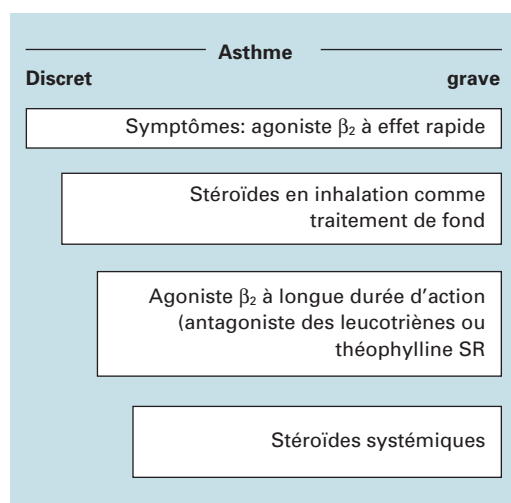 Asthme
Discret grave
Symptômes: agoniste β₂ à effet rapide
Stéroïdes en inhalation comme
traitement de fond
Agoniste β₂ à longue durée d'action
(antagoniste des leucotriènes ou
théophylline SR
Stéroïdes systémiques